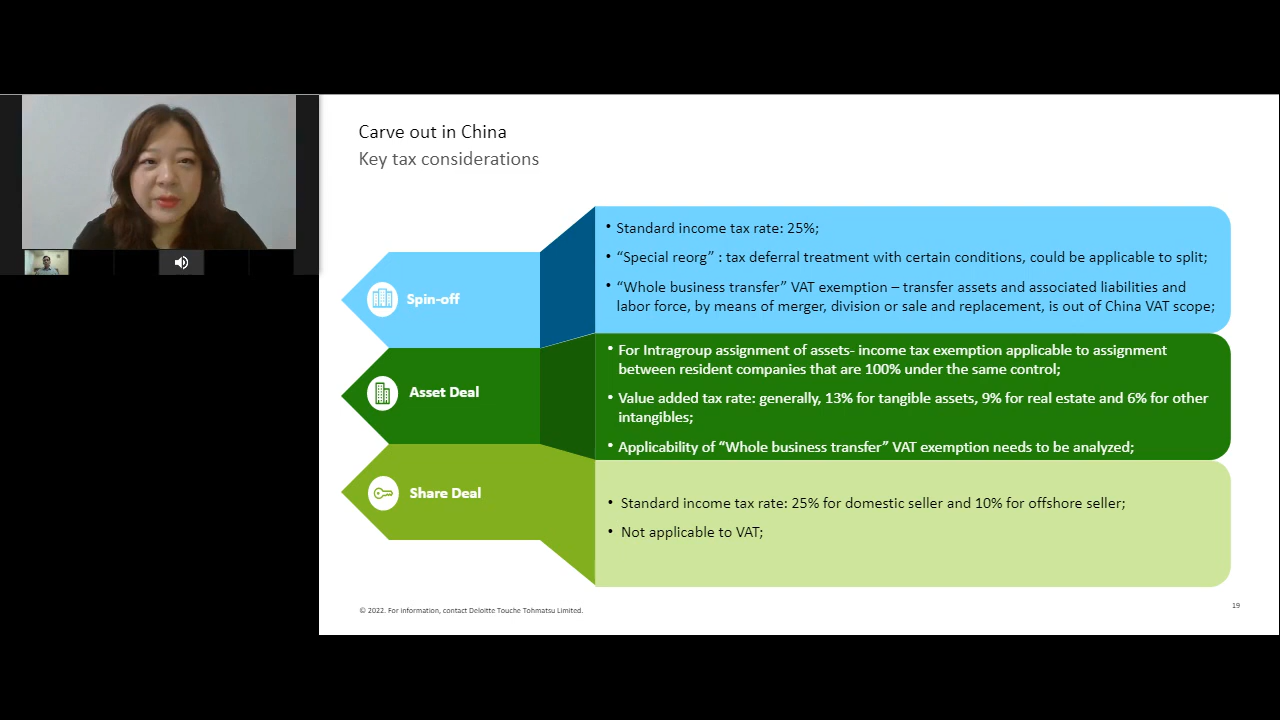 Carve out in China
Key tax considerations
Spin-off
• Standard income tax rate: 25%;
• “Special reorg” : tax deferral treatment with certain conditions, could be applicable to split;
• “Whole business transfer” VAT exemption – transfer assets and associated liabilities and
labor force, by means of merger, division or sale and replacement, is out of China VAT scope;
Asset Deal
• For Intragroup assignment of assets- income tax exemption applicable to assignment
between resident companies that are 100% under the same control;
• Value added tax rate: generally, 13% for tangible assets, 9% for real estate and 6% for other
intangibles;
• Applicability of “Whole business transfer” VAT exemption needs to be analyzed;
Share Deal
• Standard income tax rate: 25% for domestic seller and 10% for offshore seller;
• Not applicable to VAT;
© 2022. For information, contact Deloitte Touche Tohmatsu Limited.
19